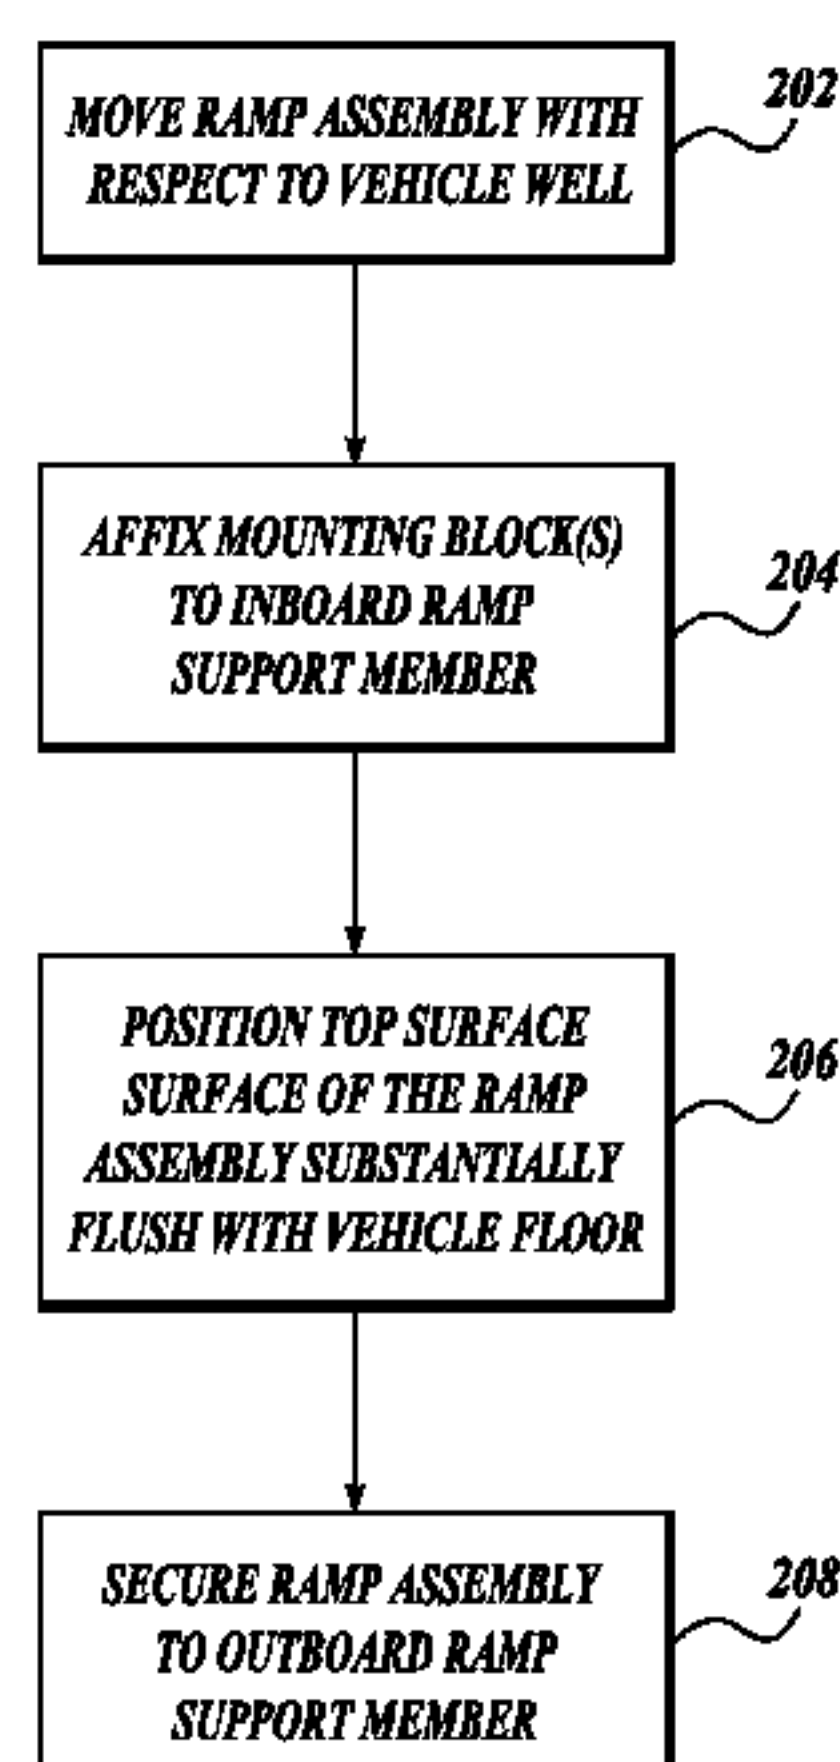 MOVE RAMP ASSEMBLY WITH
RESPECT TO VEHICLE WELL
202
AFFIX MOUNTING BLOCK(S)
TO INBOARD RAMP
SUPPORT MEMBER
204
POSITION TOP SURFACE
SURFACE OF THE RAMP
ASSEMBLY SUBSTANTIALLY
FLUSH WITH VEHICLE FLOOR
206
SECURE RAMP ASSEMBLY
TO OUTBOARD RAMP
SUPPORT MEMBER
208